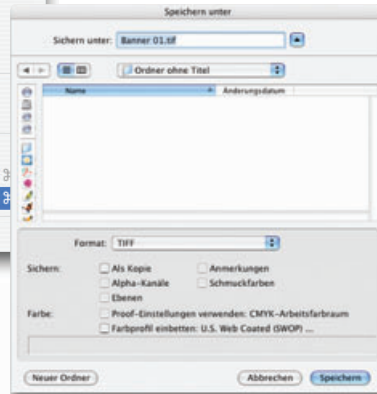 Speichern unter
Sichern unter: Banner 01.tif
Ordner ohne Titel
Name Änderungsdatum
Format: TIFF
Sichern: Als Kopie Anmerkungen
Alpha-Kanäle Schmuckfarben
Ebenen
Farbe: Proof-Einstellungen verwenden: CMYK-Arbeitsfarbraum
Farbprofil einbetten: U.S. Web Coated (SWOP) ...
Neuer Ordner Abbrechen Speichern